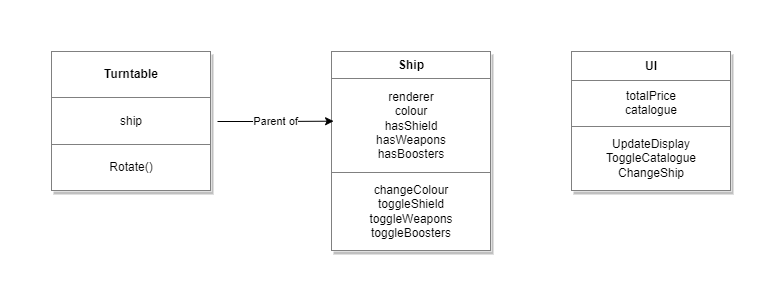 Turntable
ship
Rotate()
Parent of
Ship
renderer
colour
hasShield
hasWeapons
hasBoosters
changeColour
toggleShield
toggleWeapons
toggleBoosters
UI
totalPrice
catalogue
UpdateDisplay
ToggleCatalogue
ChangeShip